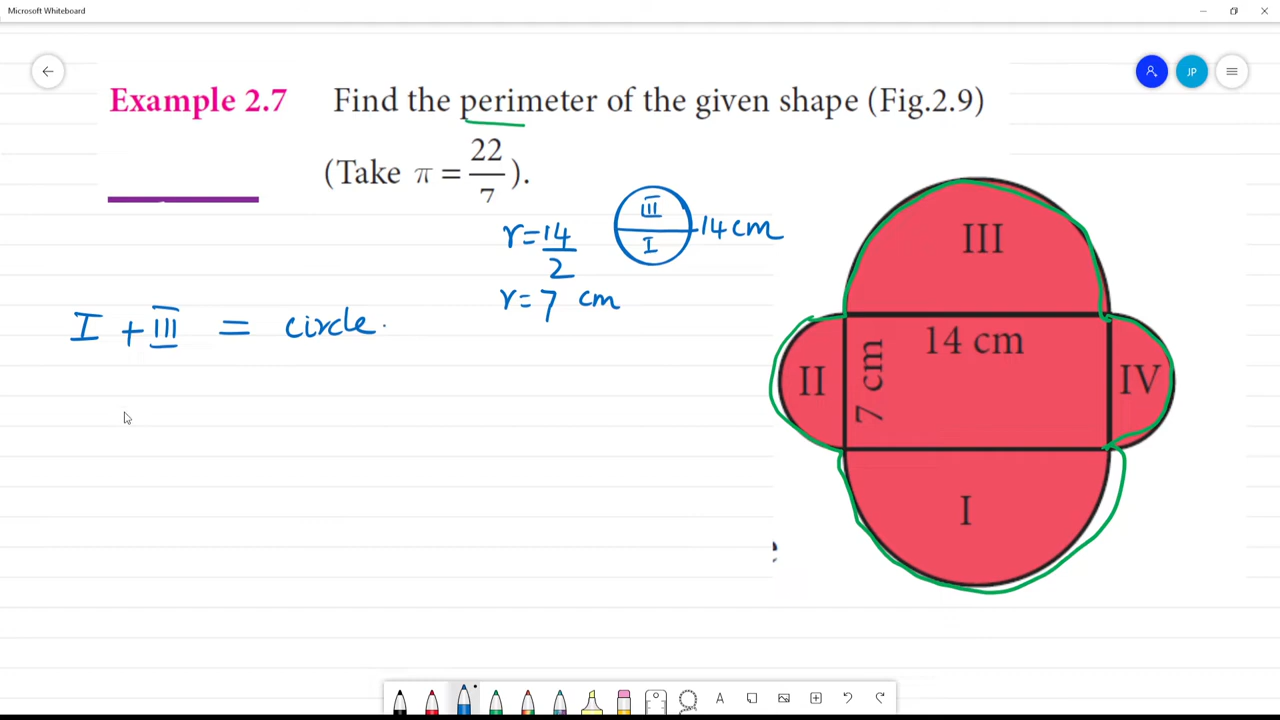 Microsoft Whiteboard
JP
Example 2.7 Find the perimeter of the given shape (Fig.2.9)
(Take π = 22/7 ).
r = 14/2
r = 7 cm
III
I
14 cm
I + III = circle.
III
II
7 cm
14 cm
IV
I
A